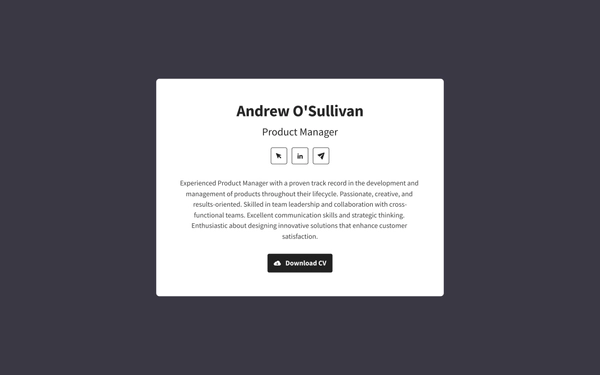 Andrew O'Sullivan
Product Manager
in
Experienced Product Manager with a proven track record in the development and
management of products throughout their lifecycle. Passionate, creative, and
results-oriented. Skilled in team leadership and collaboration with cross-
functional teams. Excellent communication skills and strategic thinking.
Enthusiastic about designing innovative solutions that enhance customer
satisfaction.
Download CV